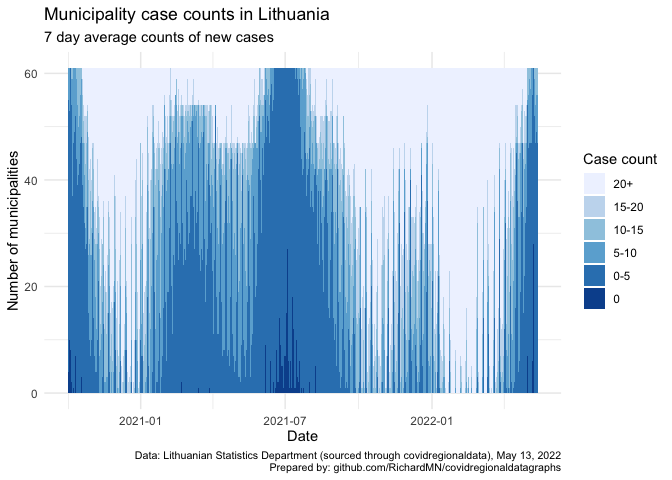 Municipality case counts in Lithuania
7 day average counts of new cases
Number of municipalities
60
40
20
0
2021-01
2021-07
2022-01
Date
Case count
20+
15-20
10-15
5-10
0-5
0
Data: Lithuanian Statistics Department (sourced through covidregionaldata), May 13, 2022
Prepared by: github.com/RichardMN/covidregionaldatagraphs